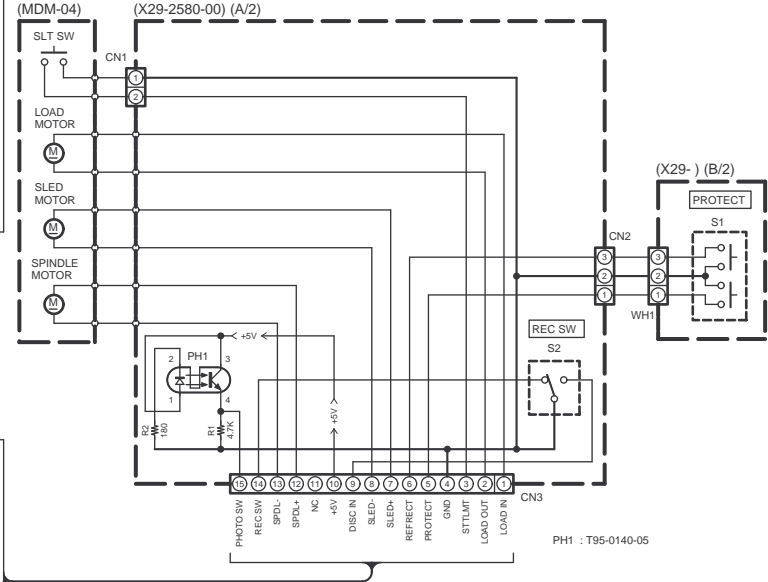 (MDM-04)
(X29-2580-00) (A/2)
SLT SW
CN1
1
2
LOAD
MOTOR
M
SLED
MOTOR
M
SPINDLE
MOTOR
M
(X29- ) (B/2)
PROTECT
S1
CN2
3
2
1
3
2
1
WH1
+5V
2
PH1
3
1
4
R2
180
R1
4.7K
+5V
REC SW
S2
15
14
13
12
11
10
9
8
7
6
5
4
3
2
1
CN3
PHOTO SW
REC SW
SPDL-
SPDL+
NC
+5V
DISC IN
SLED-
SLED+
REFRECT
PROTECT
GND
STTLMT
LOAD OUT
LOAD IN
PH1 : T95-0140-05